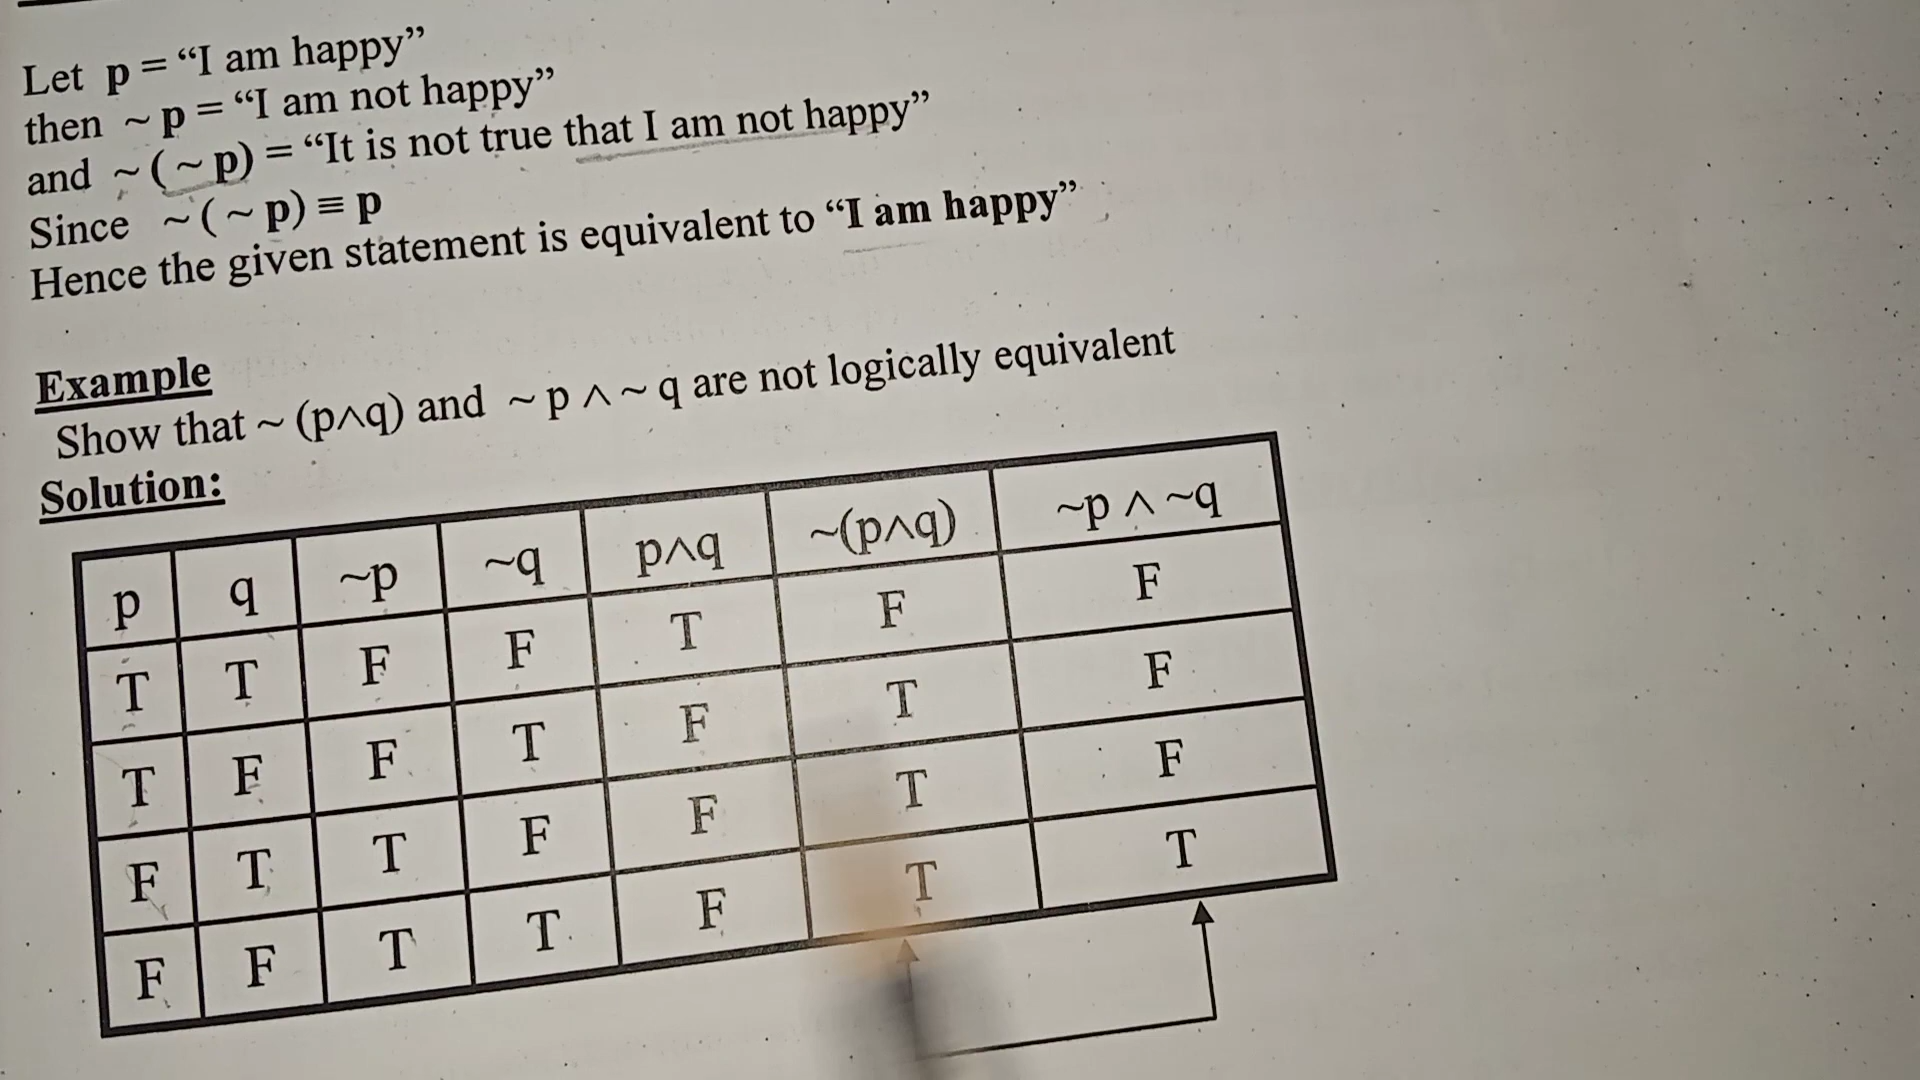 Let p = “I am happy”
then ~ p = “I am not happy”
and ~ (~ p) = “It is not true that I am not happy”
Since ~ (~ p) ≡ p
Hence the given statement is equivalent to “I am happy”
Example
Show that ~ (p∧q) and ~ p ∧ ~ q are not logically equivalent
Solution:
p q ~p ~q p∧q ~(p∧q) ~p ∧ ~q
T T F F T F F
T F F T F T F
F T T F F T F
F F T T F T T